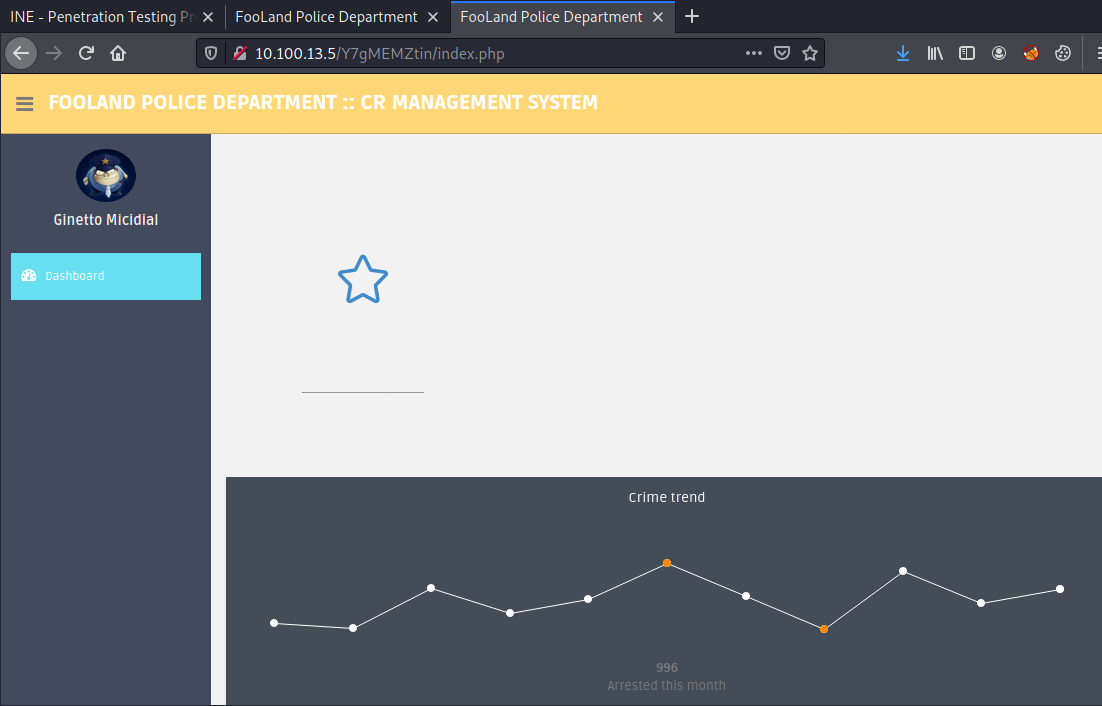 INE - Penetration Testing Pr
FooLand Police Department
FooLand Police Department
10.100.13.5/Y7gMEMZtin/index.php
FOOLAND POLICE DEPARTMENT :: CR MANAGEMENT SYSTEM
Ginetto Micidial
Dashboard
Crime trend
996
Arrested this month